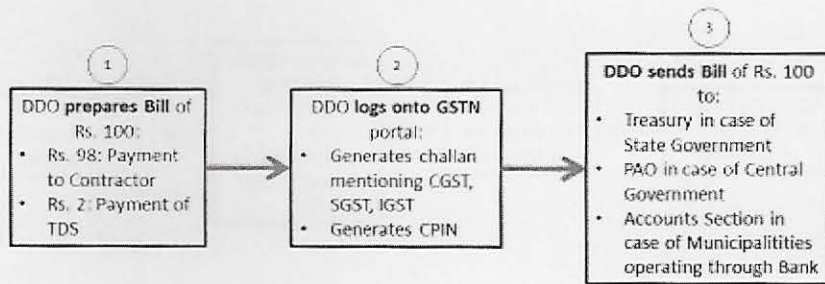 1
DDO prepares Bill of
Rs. 100:
• Rs. 98: Payment
to Contractor
• Rs. 2: Payment of
TDS
2
DDO logs onto GSTN
portal:
• Generates challan
mentioning CGST,
SGST, IGST
• Generates CPIN
3
DDO sends Bill of Rs. 100
to:
• Treasury in case of
State Government
• PAO in case of Central
Government
• Accounts Section in
case of Municipalitities
operating through Bank